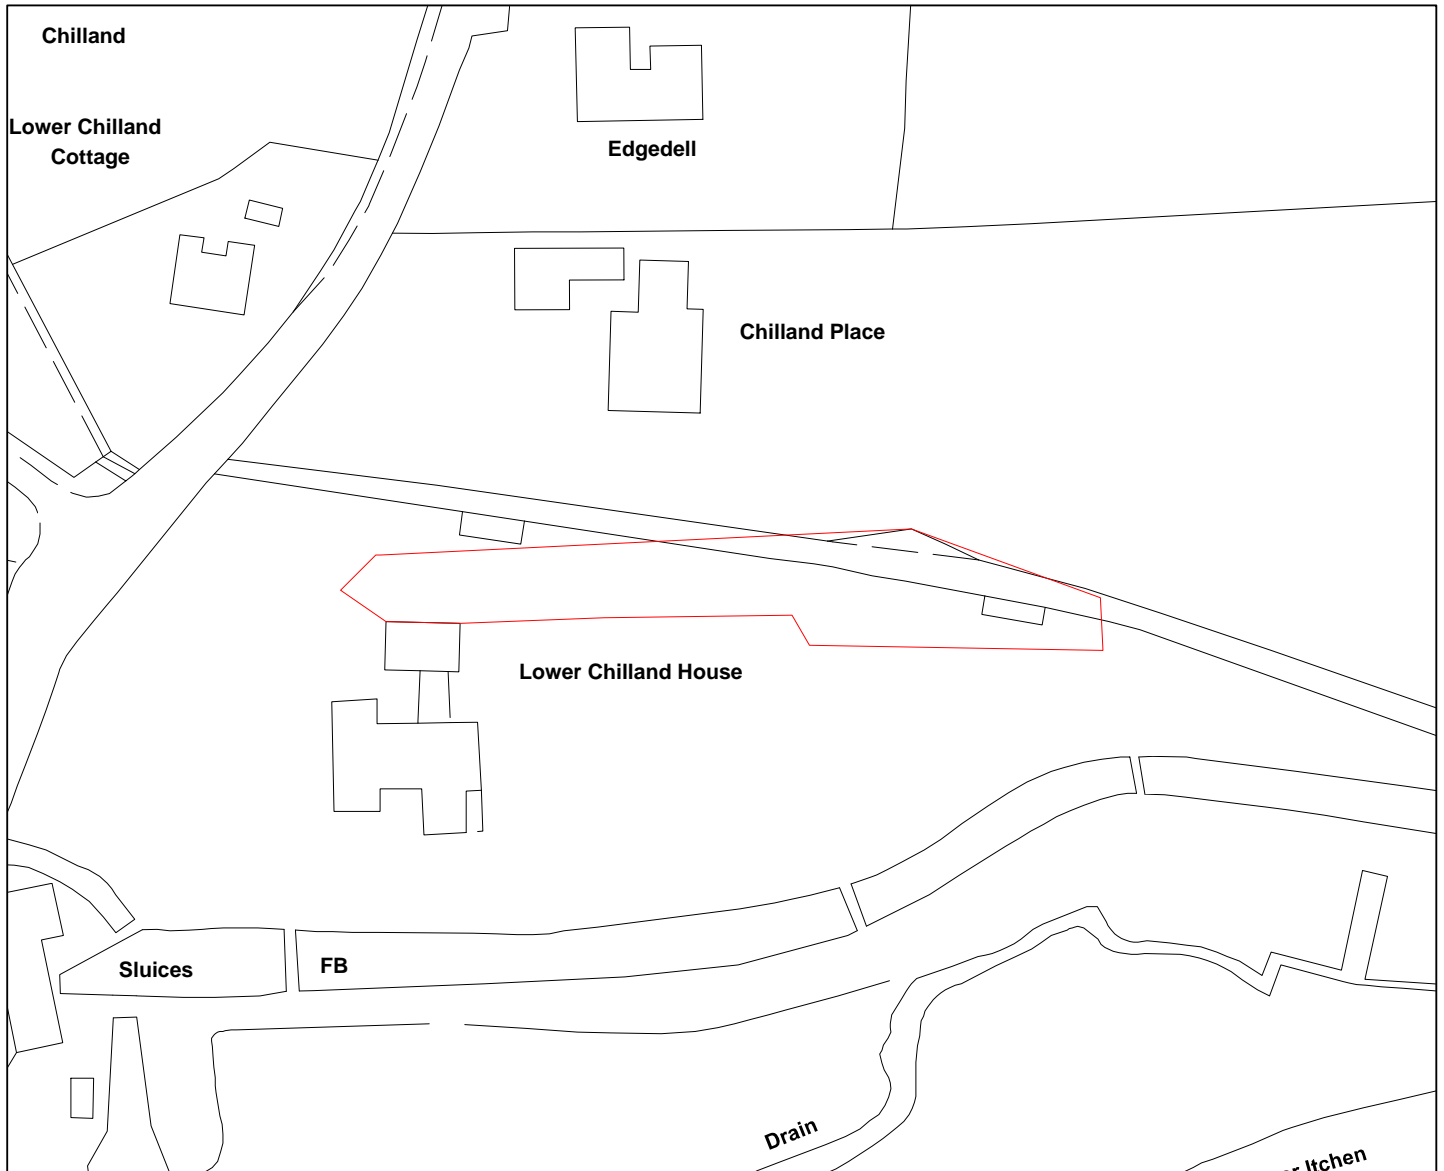 Chilland
Lower Chilland
Cottage
Edgedell
Chilland Place
Lower Chilland House
Sluices
FB
Drain
Itchen